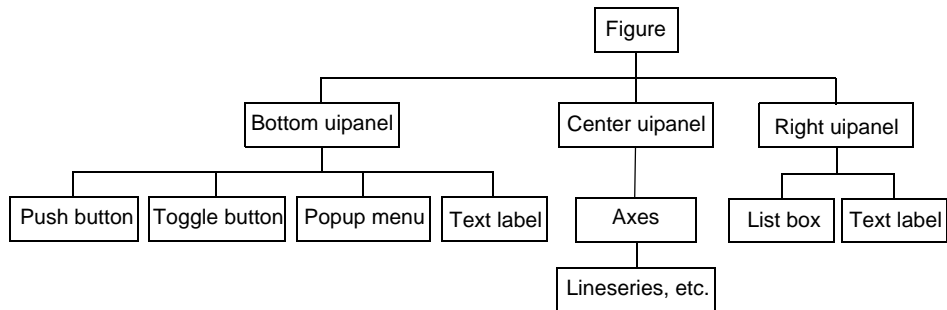 Figure
Bottom uipanel
Center uipanel
Right uipanel
Push button
Toggle button
Popup menu
Text label
Axes
List box
Text label
Lineseries, etc.